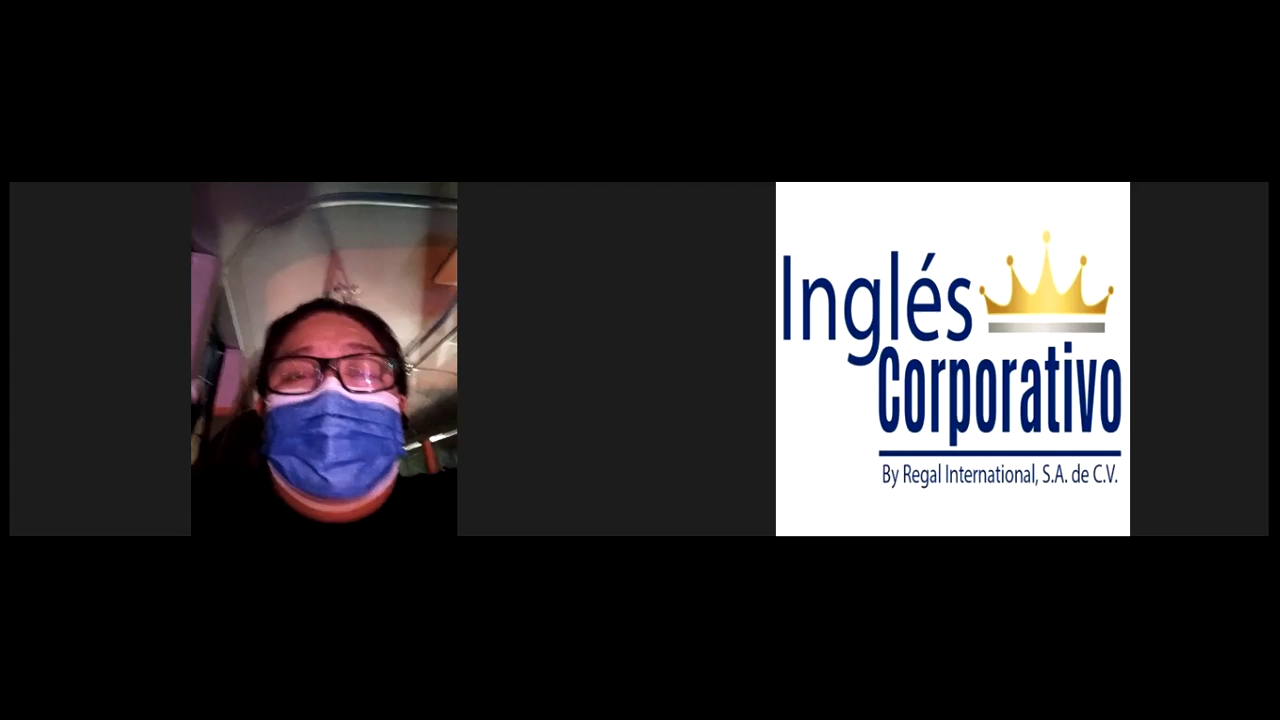 Inglés
Corporativo
By Regal International, S.A. de C.V.